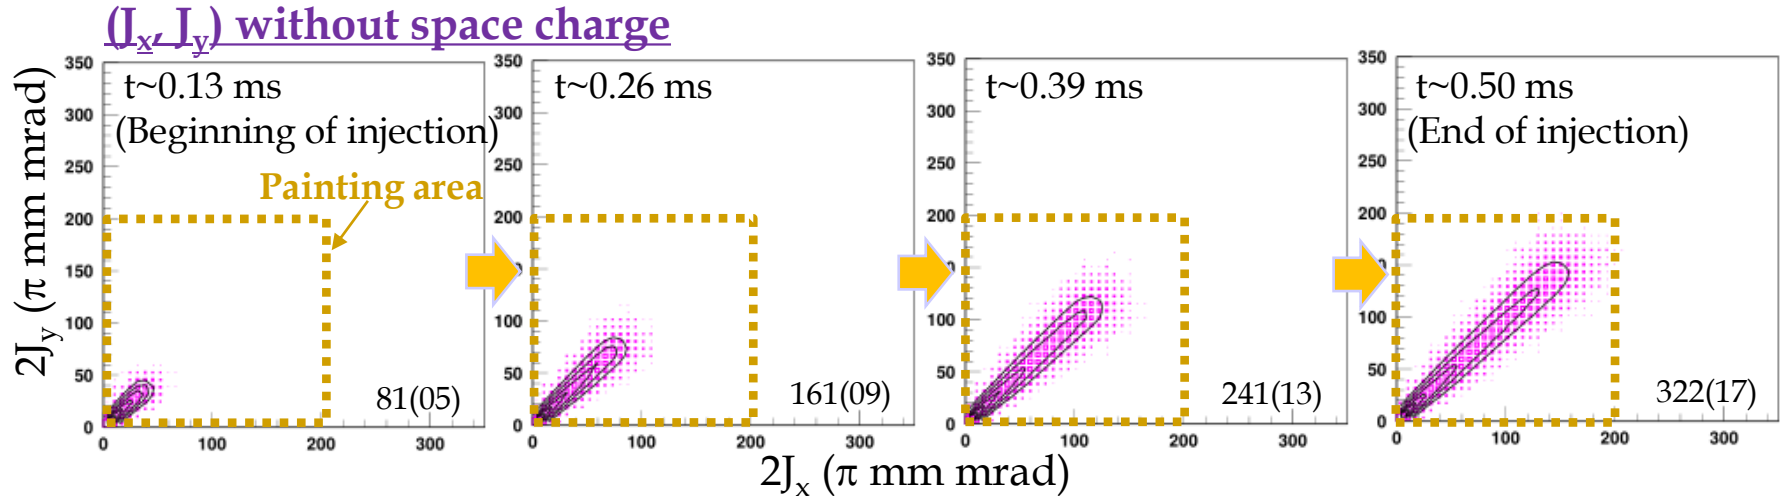 (Jx, Jy) without space charge
2Jy (π mm mrad)
350
300
250
200
150
100
50
0
0 100 200 300
t~0.13 ms
(Beginning of injection)
Painting area
81(05)
350
300
250
200
100
50
0
0 100 200 300
t~0.26 ms
161(09)
350
300
250
200
100
50
0
0 100 200 300
t~0.39 ms
241(13)
350
300
250
200
100
50
0
0 100 200 300
t~0.50 ms
(End of injection)
322(17)
2Jx (π mm mrad)